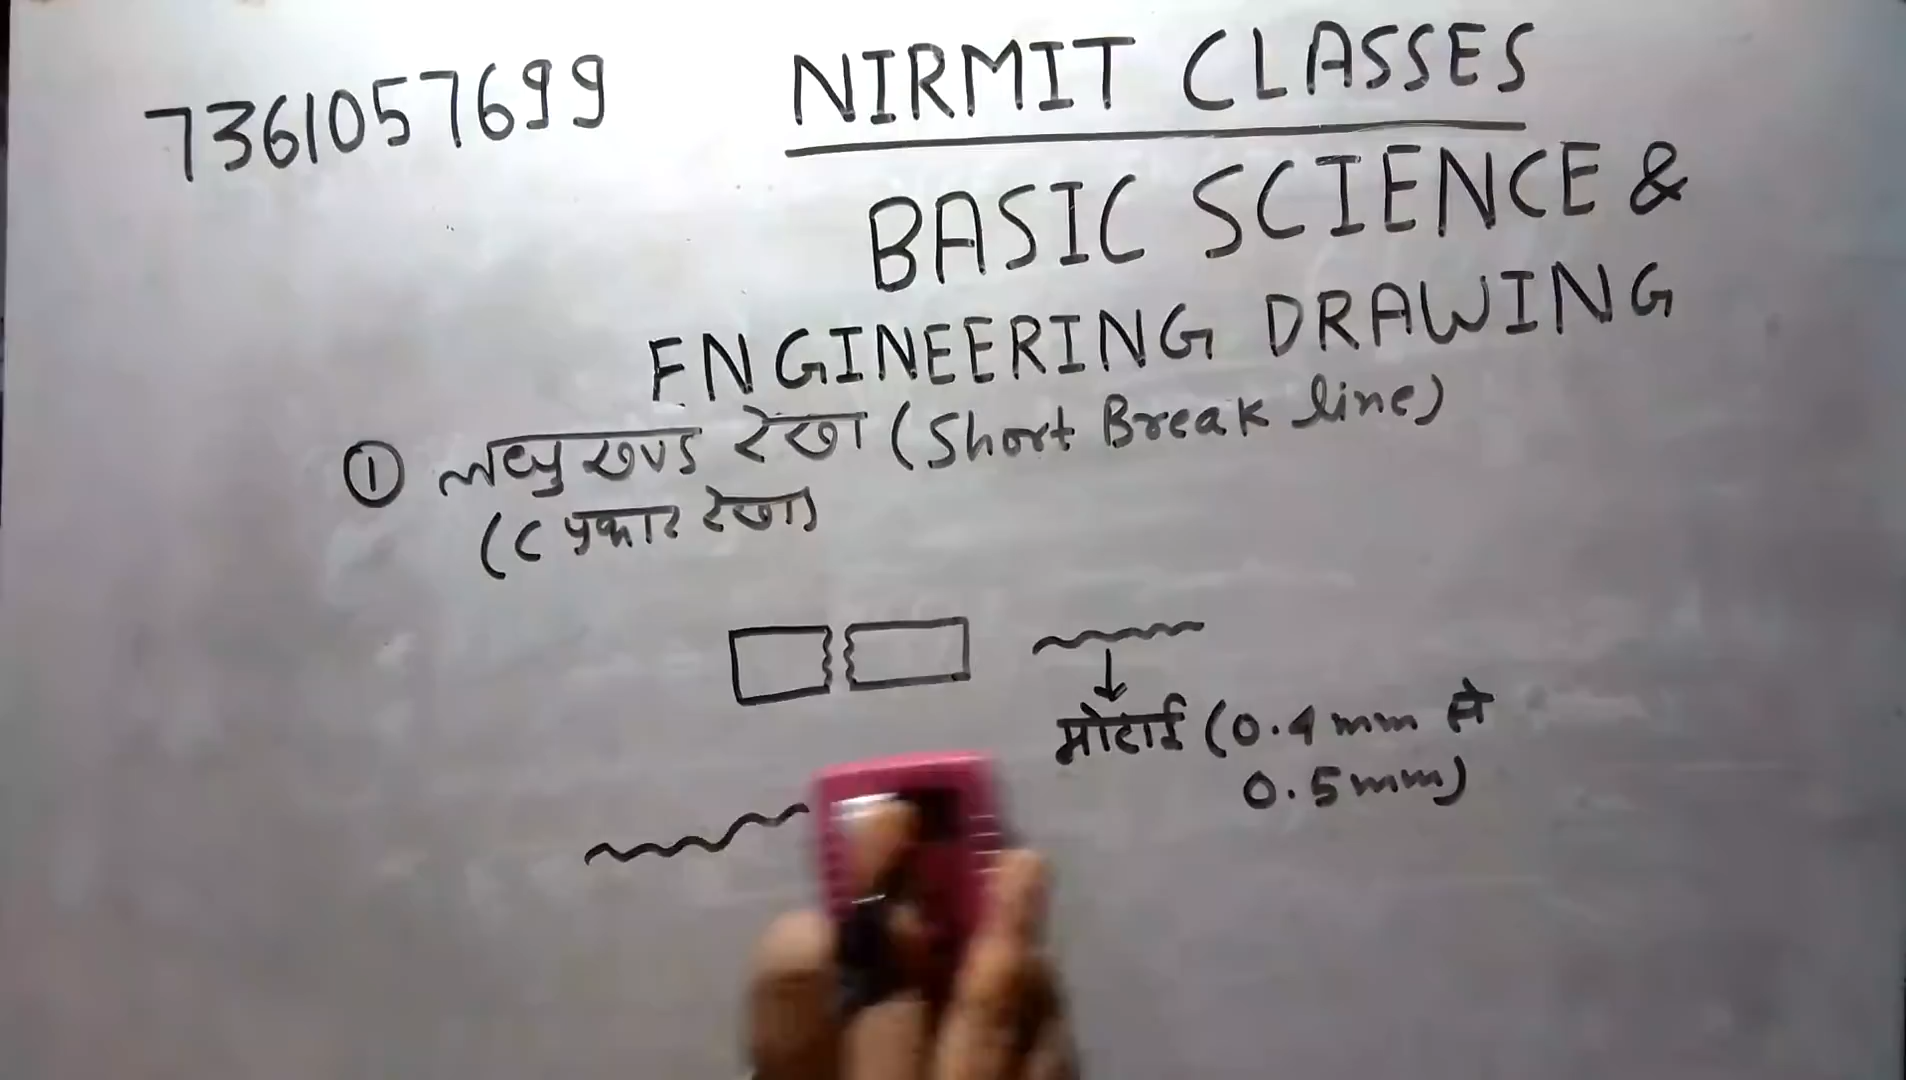 7361057699
NIRMIT CLASSES
BASIC SCIENCE &
ENGINEERING DRAWING
① लघु खण्ड रेखा (Short Break line)
(C प्रकार रेखा)
मोटाई (0.4 mm से
0.5 mm)